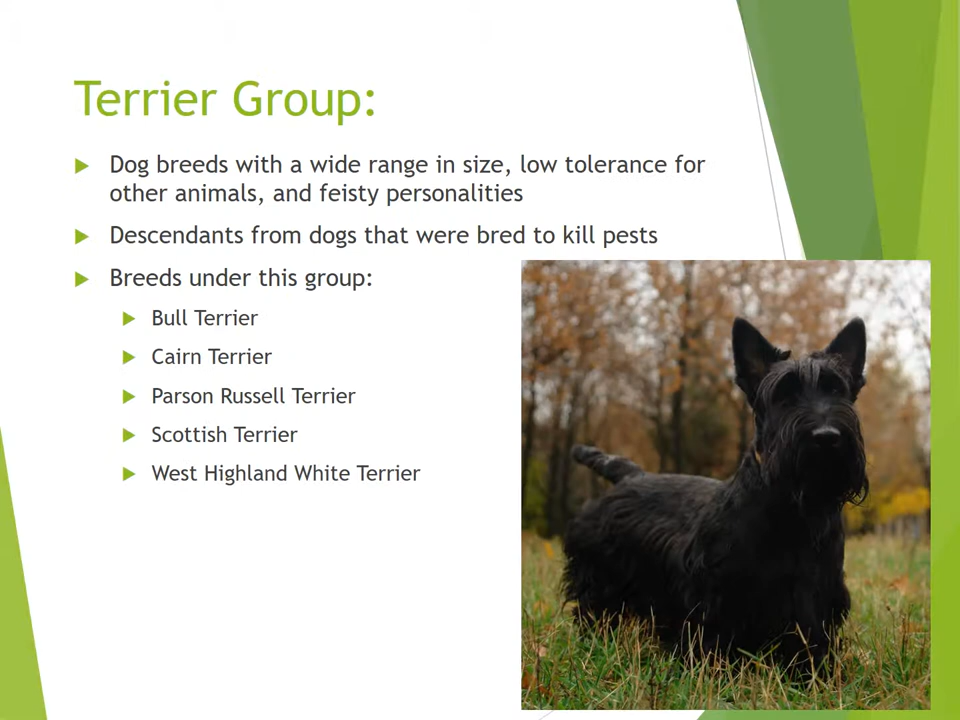 Terrier Group:
Dog breeds with a wide range in size, low tolerance for
other animals, and feisty personalities
Descendants from dogs that were bred to kill pests
Breeds under this group:
Bull Terrier
Cairn Terrier
Parson Russell Terrier
Scottish Terrier
West Highland White Terrier